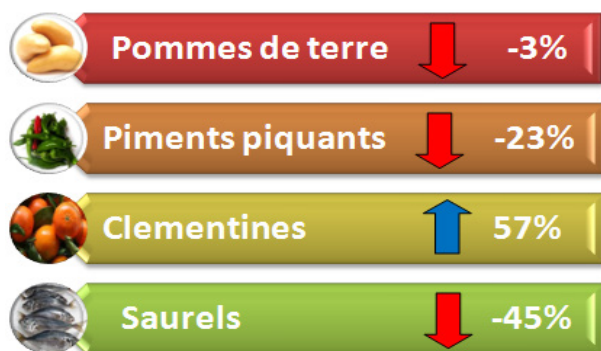 Pommes de terre -3%
Piments piquants -23%
Clementines 57%
Saurels -45%